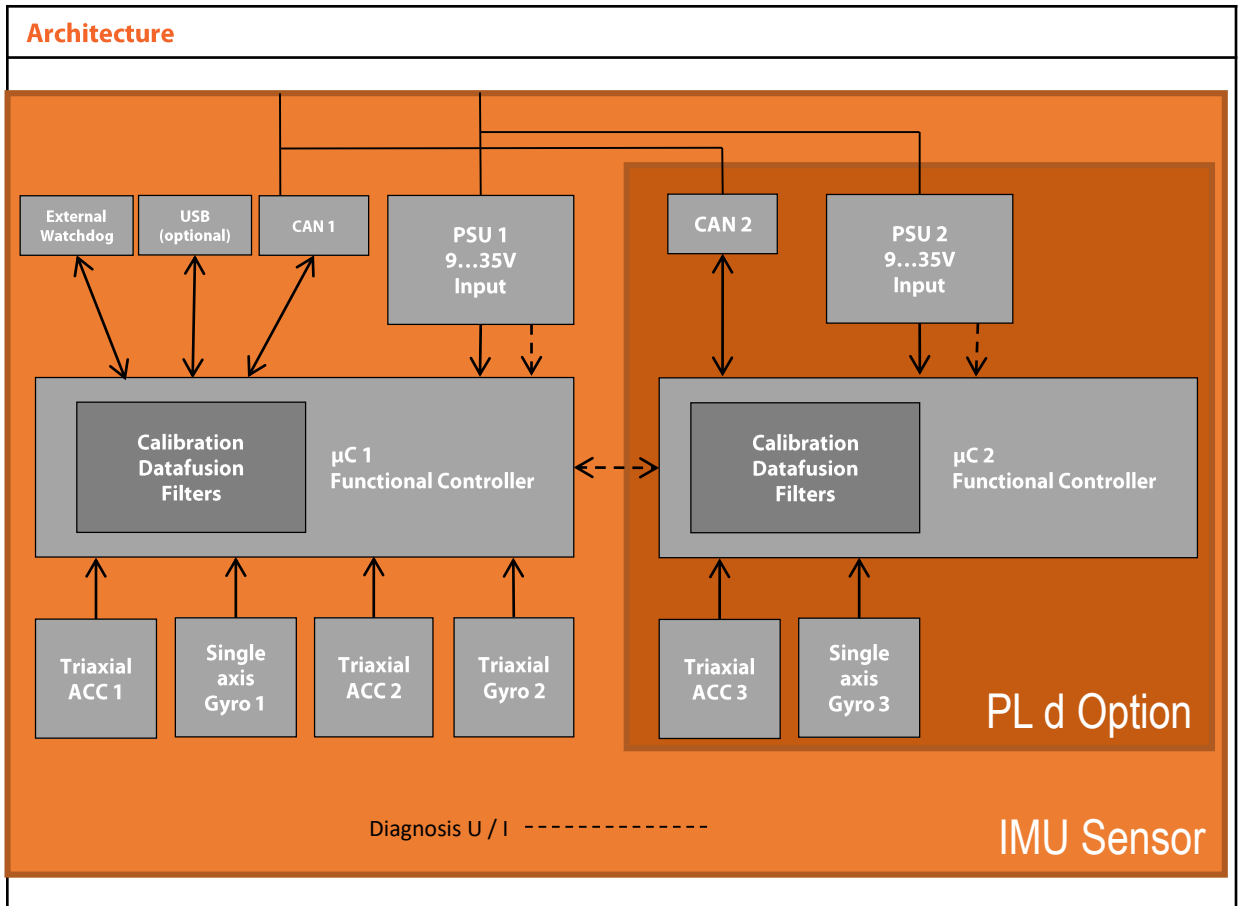 Architecture
External
Watchdog
USB
(optional)
CAN 1
PSU 1
9...35V
Input
CAN 2
PSU 2
9...35V
Input
Calibration
Datafusion
Filters
µC 1
Functional Controller
Calibration
Datafusion
Filters
µC 2
Functional Controller
Triaxial
ACC 1
Single
axis
Gyro 1
Triaxial
ACC 2
Triaxial
Gyro 2
Triaxial
ACC 3
Single
axis
Gyro 3
PL d Option
Diagnosis U / I
IMU Sensor